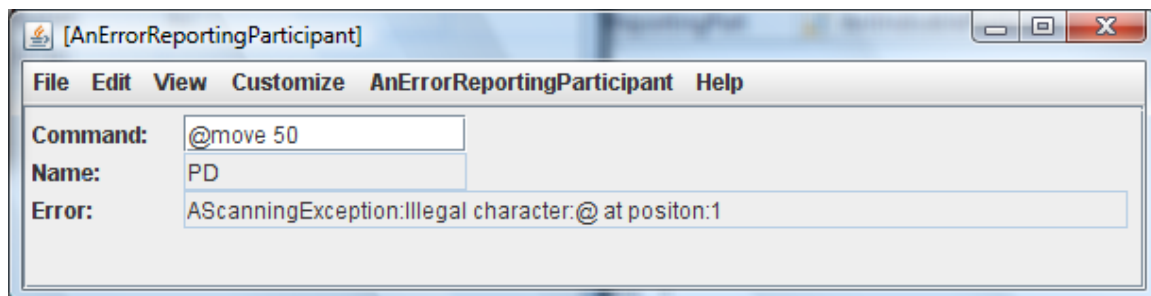 [AnErrorReportingParticipant]
File Edit View Customize AnErrorReportingParticipant Help
Command: @move 50
Name: PD
Error: AScanningException:Illegal character:@ at positon:1